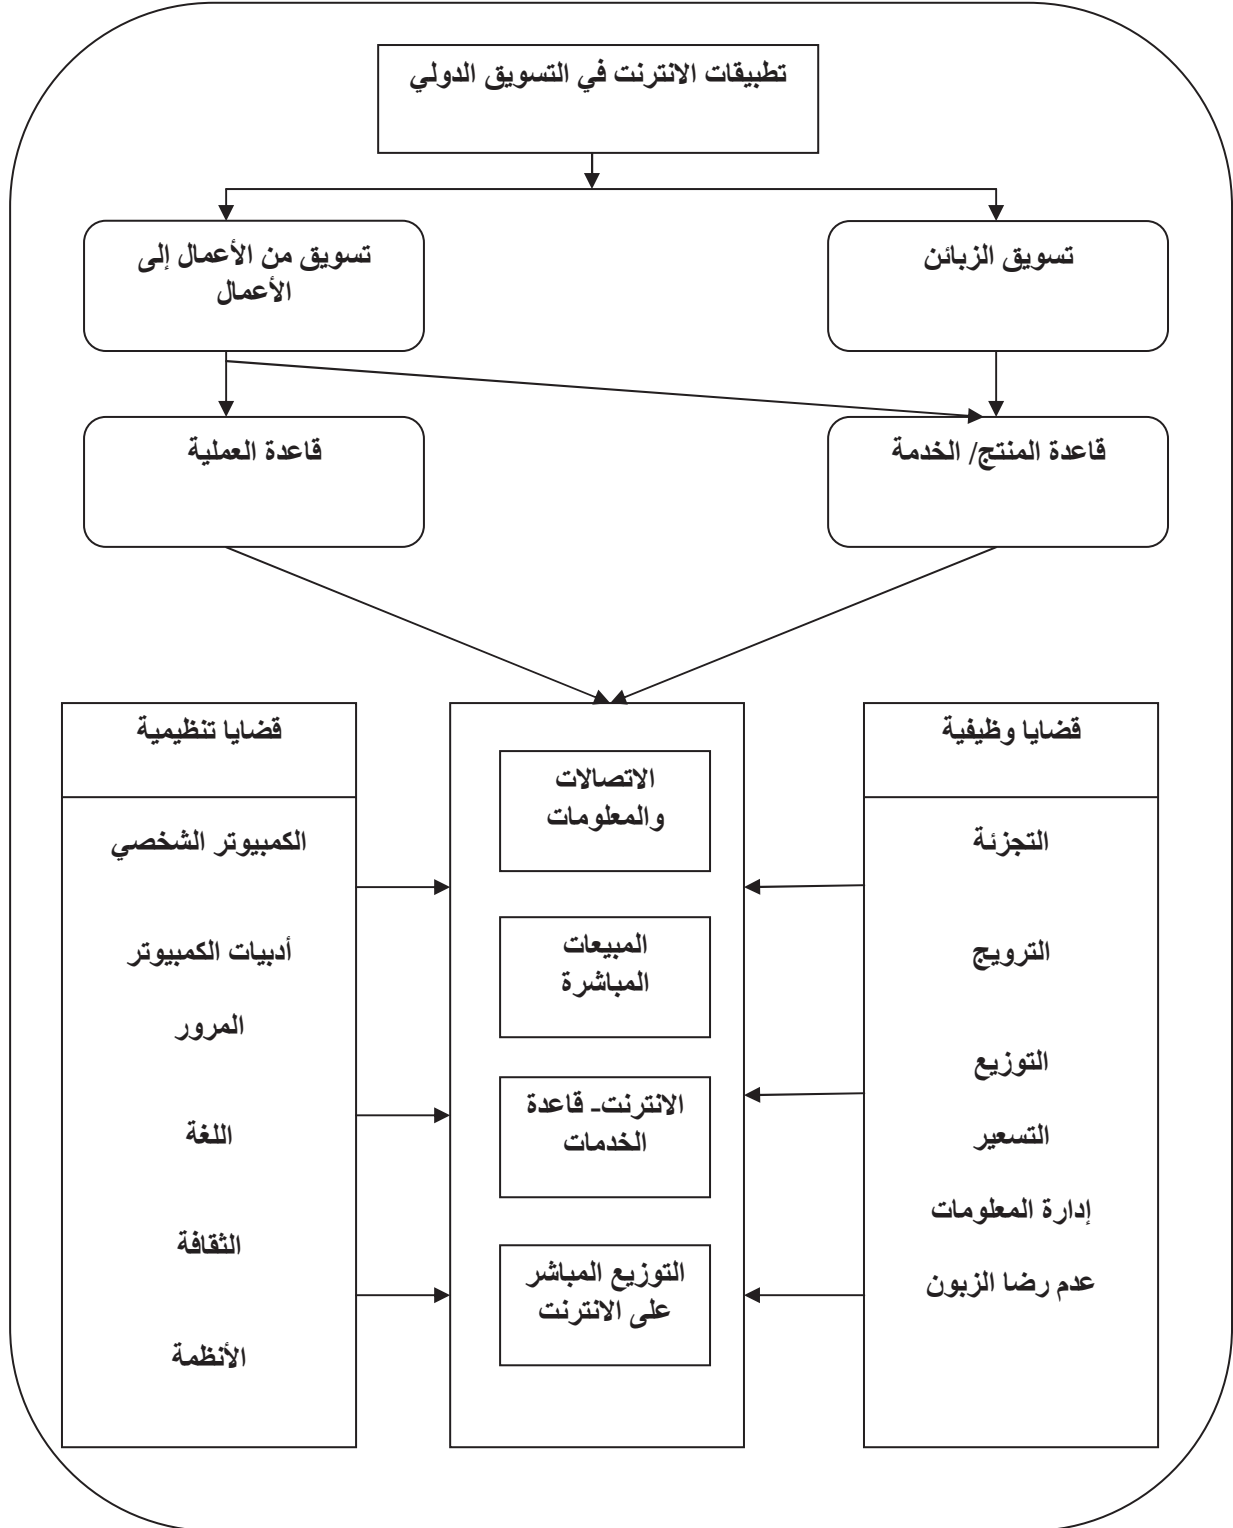 تطبيقات الانترنت في التسويق الدولي
تسويق الزبائن
تسويق من الأعمال إلى
الأعمال
قاعدة المنتج/ الخدمة
قاعدة العملية
قضايا وظيفية
التجزئة
الترويج
التوزيع
التسعير
إدارة المعلومات
عدم رضا الزبون
الاتصالات
والمعلومات
المبيعات
المباشرة
الانترنت- قاعدة
الخدمات
التوزيع المباشر
على الانترنت
قضايا تنظيمية
الكمبيوتر الشخصي
أدبيات الكمبيوتر
المرور
اللغة
الثقافة
الأنظمة